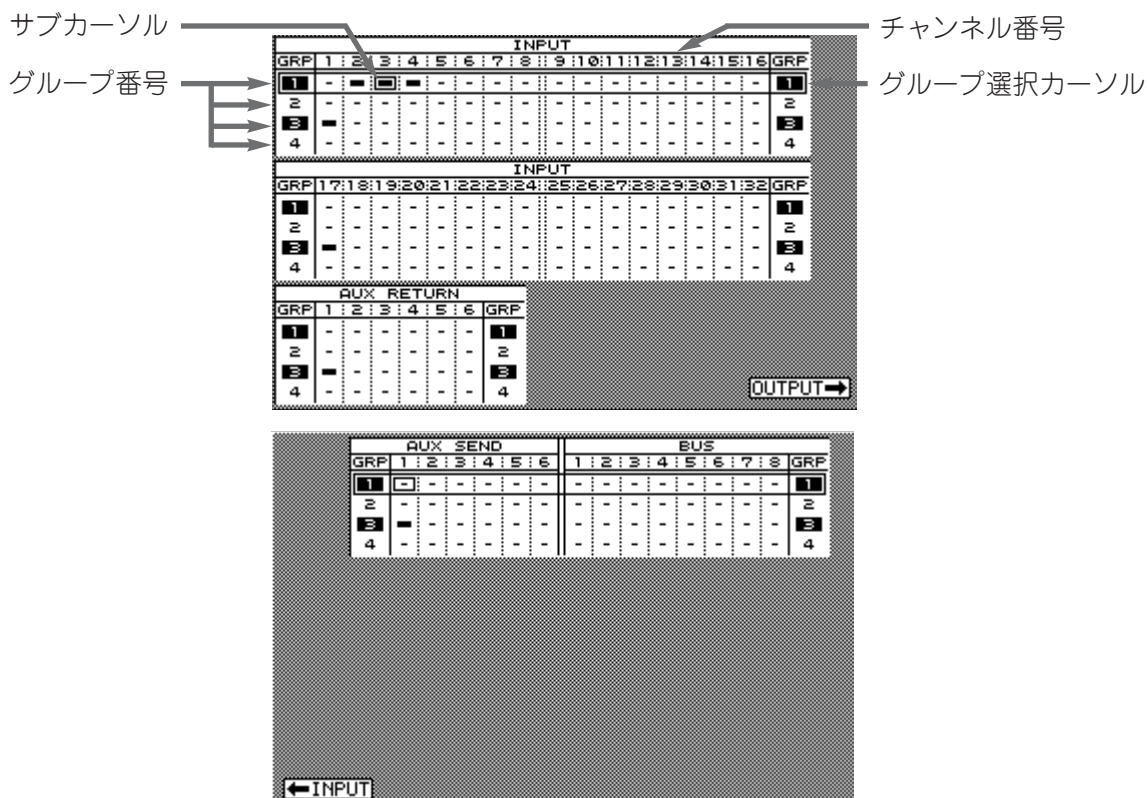 サブカーソル
チャンネル番号
グループ番号
グループ選択カーソル
INPUT
GRP 1 2 3 4 5 6 7 8 9 10 11 12 13 14 15 16 GRP
1 - - - - - - - - - - - - - - - - 1
2 - - - - - - - - - - - - - - - - 2
3 - - - - - - - - - - - - - - - - 3
4 - - - - - - - - - - - - - - - - 4
INPUT
GRP 17 18 19 20 21 22 23 24 25 26 27 28 29 30 31 32 GRP
1 - - - - - - - - - - - - - - - - 1
2 - - - - - - - - - - - - - - - - 2
3 - - - - - - - - - - - - - - - - 3
4 - - - - - - - - - - - - - - - - 4
AUX RETURN
GRP 1 2 3 4 5 6 GRP
1 - - - - - - 1
2 - - - - - - 2
3 - - - - - - 3
4 - - - - - - 4
OUTPUT➡
AUX SEND BUS
GRP 1 2 3 4 5 6 1 2 3 4 5 6 7 8 GRP
1 - - - - - - - - - - - - - - 1
2 - - - - - - - - - - - - - - 2
3 - - - - - - - - - - - - - - 3
4 - - - - - - - - - - - - - - 4
⬅INPUT